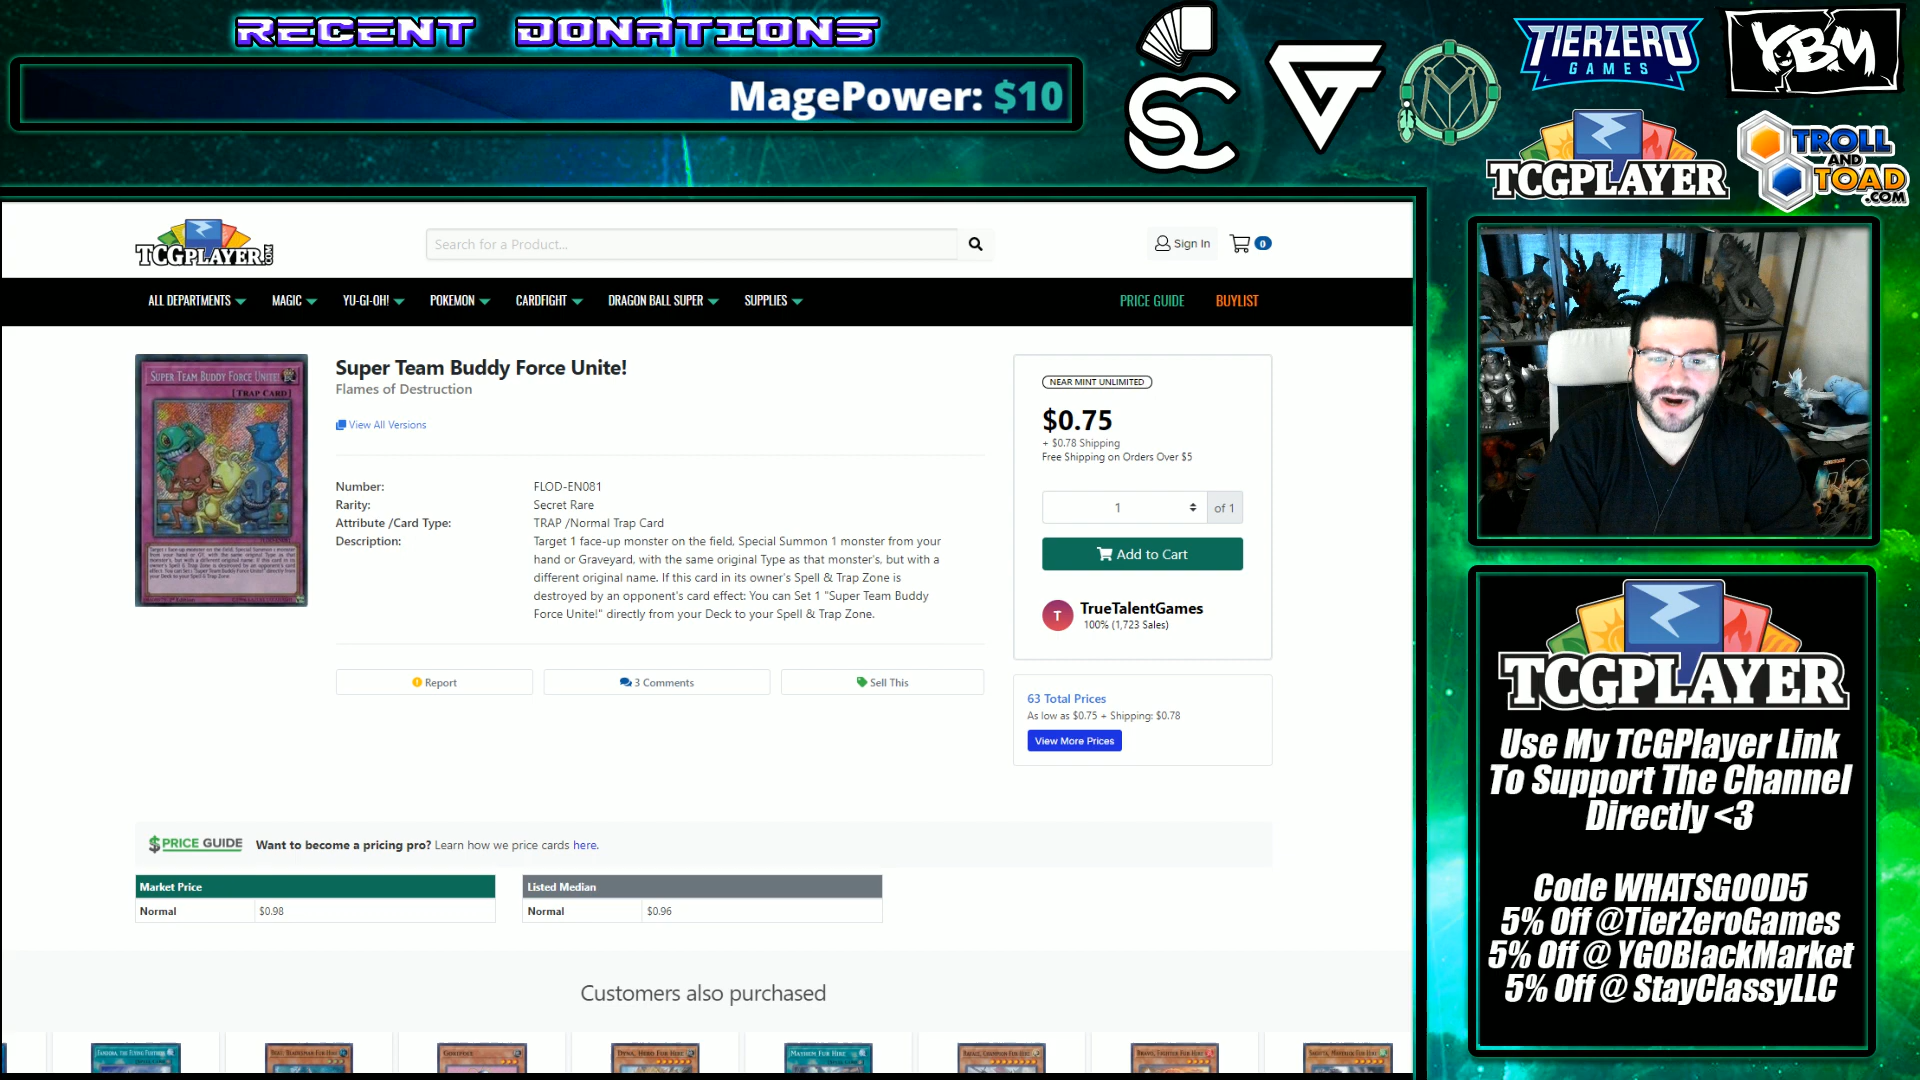 RECENT DONATIONS
MagePower: $10
SC
TIERZERO
GAMES
YBM
TCGPLAYER
TROLL
AND
TOAD
.COM
TCGPLAYER.COM
Search for a Product...
Sign In
0
ALL DEPARTMENTS
MAGIC
YU-GI-OH!
POKEMON
CARDFIGHT
DRAGON BALL SUPER
SUPPLIES
PRICE GUIDE
BUYLIST
SUPER TEAM BUDDY FORCE UNITE!
[TRAP CARD]
Super Team Buddy Force Unite!
Flames of Destruction
View All Versions
Number: FLOD-EN081
Rarity: Secret Rare
Attribute /Card Type: TRAP /Normal Trap Card
Description: Target 1 face-up monster on the field, Special Summon 1 monster from your
hand or Graveyard, with the same original Type as that monster's, but with a
different original name. If this card in its owner's Spell & Trap Zone is
destroyed by an opponent's card effect: You can Set 1 "Super Team Buddy
Force Unite!" directly from your Deck to your Spell & Trap Zone.
Report
3 Comments
Sell This
NEAR MINT UNLIMITED
$0.75
+ $0.78 Shipping
Free Shipping on Orders Over $5
1
of 1
Add to Cart
T
TrueTalentGames
100% (1,723 Sales)
63 Total Prices
As low as $0.75 + Shipping: $0.78
View More Prices
$PRICE GUIDE
Want to become a pricing pro? Learn how we price cards here.
Market Price
Normal $0.98
Listed Median
Normal $0.96
Customers also purchased
TCGPLAYER
Use My TCGPlayer Link
To Support The Channel
Directly <3
Code WHATSGOOD5
5% Off @TierZeroGames
5% Off @ YGOBlackMarket
5% Off @ StayClassyLLC